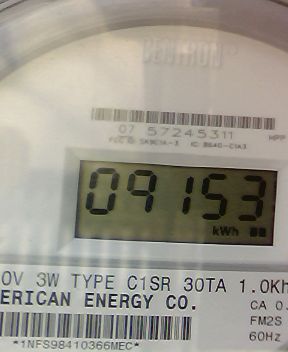 CENTRON
07 57245311
09153
kWh
0V 3W TYPE C1SR 30TA 1.0Kh
ERICAN ENERGY CO.
CA 0.
FM2S
60Hz
*1NFS98410366MEC*